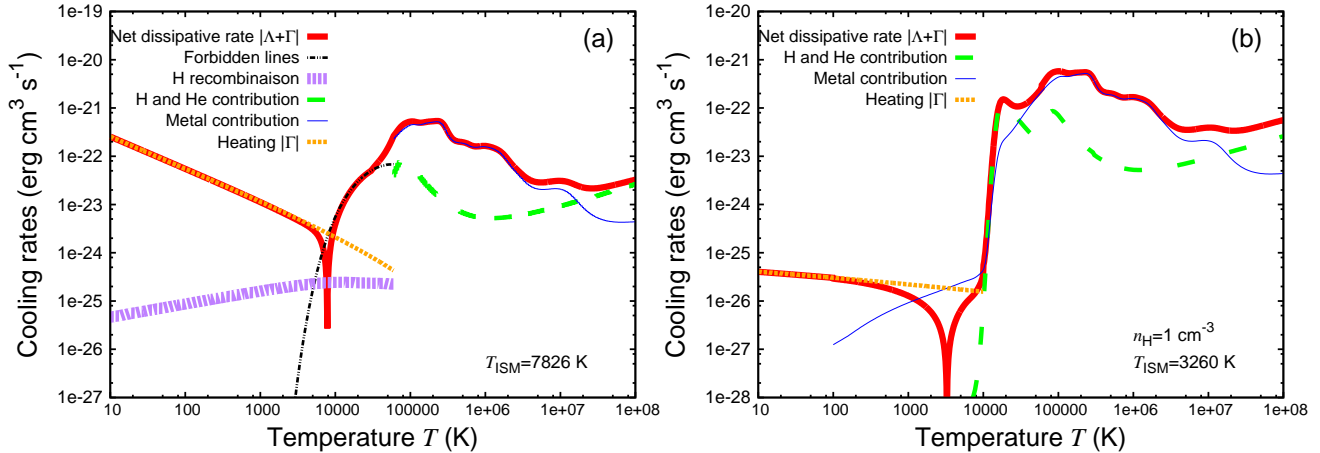 (a)
Net dissipative rate |Λ+Γ|
Forbidden lines
H recombinaison
H and He contribution
Metal contribution
Heating |Γ|
1e-19
1e-20
1e-21
1e-22
1e-23
1e-24
1e-25
1e-26
1e-27
Cooling rates (erg cm³ s⁻¹)
T_ISM=7826 K
10 100 1000 10000 100000 1e+06 1e+07 1e+08
Temperature T (K)
(b)
Net dissipative rate |Λ+Γ|
H and He contribution
Metal contribution
Heating |Γ|
1e-20
1e-21
1e-22
1e-23
1e-24
1e-25
1e-26
1e-27
1e-28
Cooling rates (erg cm³ s⁻¹)
n_H=1 cm⁻³
T_ISM=3260 K
10 100 1000 10000 100000 1e+06 1e+07 1e+08
Temperature T (K)